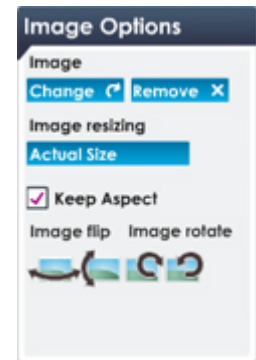 Image Options
Image
Change Remove
Image resizing
Actual Size
Keep Aspect
Image flip Image rotate